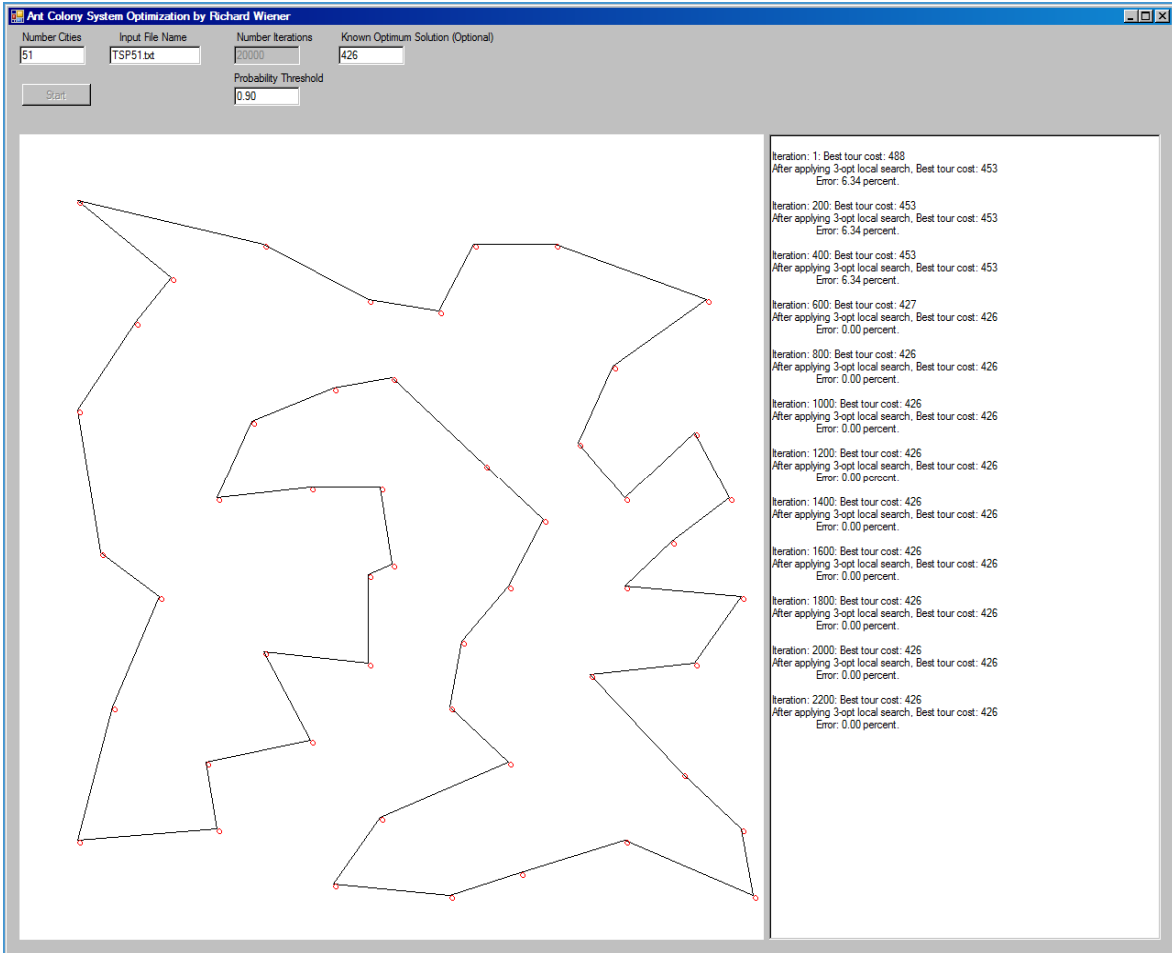 Ant Colony System Optimization by Richard Wiener
Number Cities
Input File Name
Number Iterations
Known Optimum Solution (Optional)
51
TSP51.txt
20000
426
Probability Threshold
Start
0.90
Iteration: 1: Best tour cost: 488
After applying 3-opt local search, Best tour cost: 453
Error: 6.34 percent.
Iteration: 200: Best tour cost: 453
After applying 3-opt local search, Best tour cost: 453
Error: 6.34 percent.
Iteration: 400: Best tour cost: 453
After applying 3-opt local search, Best tour cost: 453
Error: 6.34 percent.
Iteration: 600: Best tour cost: 427
After applying 3-opt local search, Best tour cost: 426
Error: 0.00 percent.
Iteration: 800: Best tour cost: 426
After applying 3-opt local search, Best tour cost: 426
Error: 0.00 percent.
Iteration: 1000: Best tour cost: 426
After applying 3-opt local search, Best tour cost: 426
Error: 0.00 percent.
Iteration: 1200: Best tour cost: 426
After applying 3-opt local search, Best tour cost: 426
Error: 0.00 percent.
Iteration: 1400: Best tour cost: 426
After applying 3-opt local search, Best tour cost: 426
Error: 0.00 percent.
Iteration: 1600: Best tour cost: 426
After applying 3-opt local search, Best tour cost: 426
Error: 0.00 percent.
Iteration: 1800: Best tour cost: 426
After applying 3-opt local search, Best tour cost: 426
Error: 0.00 percent.
Iteration: 2000: Best tour cost: 426
After applying 3-opt local search, Best tour cost: 426
Error: 0.00 percent.
Iteration: 2200: Best tour cost: 426
After applying 3-opt local search, Best tour cost: 426
Error: 0.00 percent.